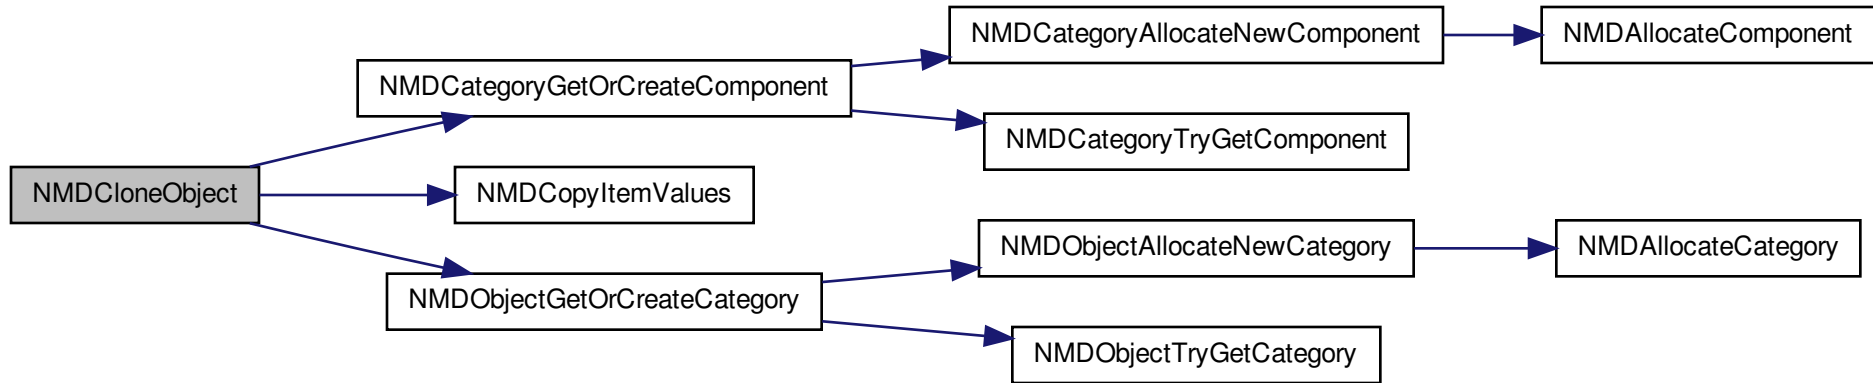 NMDCategoryAllocateNewComponent
NMDAllocateComponent
NMDCategoryGetOrCreateComponent
NMDCategoryTryGetComponent
NMDCloneObject
NMDCopyItemValues
NMDObjectAllocateNewCategory
NMDAllocateCategory
NMDObjectGetOrCreateCategory
NMDObjectTryGetCategory